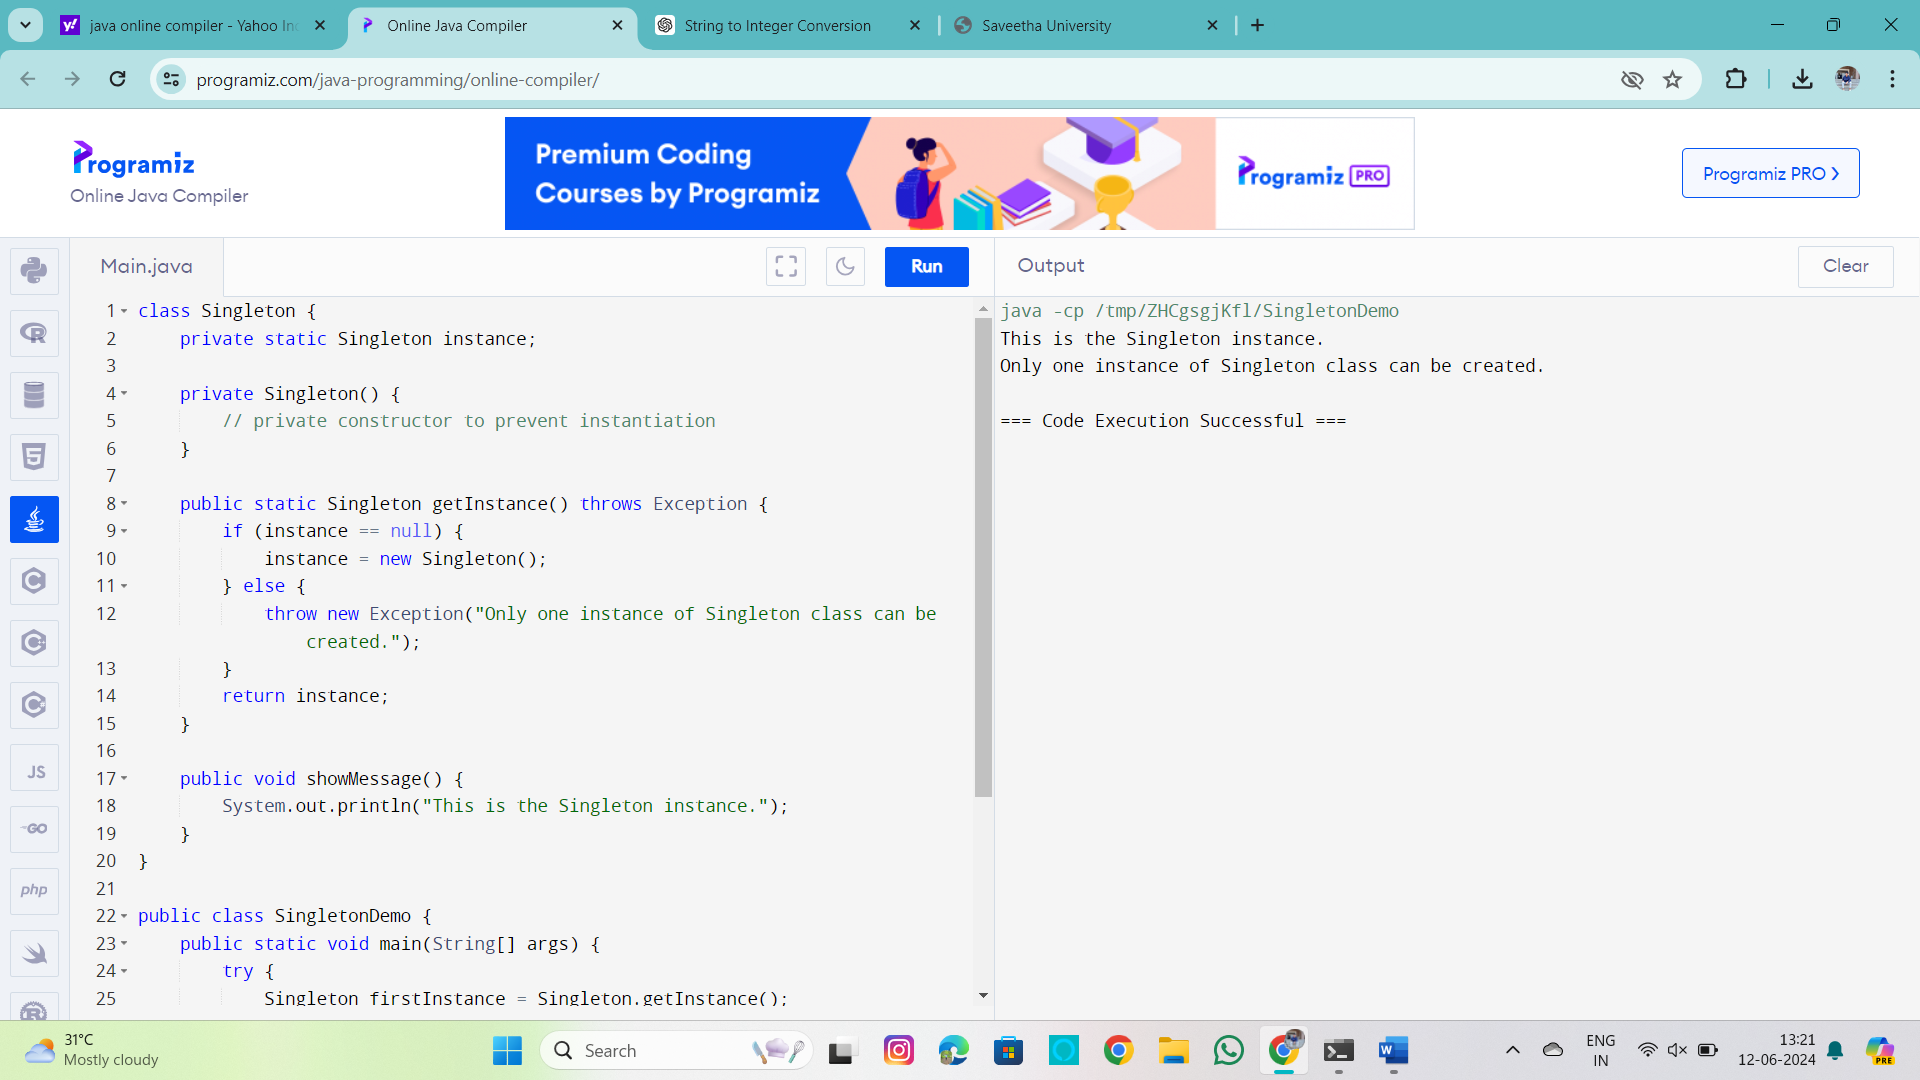 java online compiler - Yahoo In
Online Java Compiler
String to Integer Conversion
Saveetha University
programiz.com/java-programming/online-compiler/
Programiz
Online Java Compiler
Premium Coding
Courses by Programiz
Programiz PRO
Programiz PRO
Main.java
Run
Output
Clear
1 class Singleton {
2 private static Singleton instance;
3
4 private Singleton() {
5 // private constructor to prevent instantiation
6 }
7
8 public static Singleton getInstance() throws Exception {
9 if (instance == null) {
10 instance = new Singleton();
11 } else {
12 throw new Exception("Only one instance of Singleton class can be
created.");
13 }
14 return instance;
15 }
16
17 public void showMessage() {
18 System.out.println("This is the Singleton instance.");
19 }
20 }
21
22 public class SingletonDemo {
23 public static void main(String[] args) {
24 try {
25 Singleton firstInstance = Singleton.getInstance();
java -cp /tmp/ZHCgsgjKfl/SingletonDemo
This is the Singleton instance.
Only one instance of Singleton class can be created.
=== Code Execution Successful ===
JS
GO
php
31°C
Mostly cloudy
Search
ENG
IN
13:21
12-06-2024
PRE